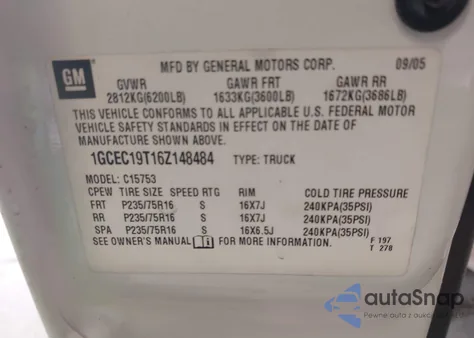 GM
MFD BY GENERAL MOTORS CORP. 09/05
GVWR GAWR FRT GAWR RR
2812KG(6200LB) 1633KG(3600LB) 1672KG(3686LB)
THIS VEHICLE CONFORMS TO ALL APPLICABLE U.S. FEDERAL MOTOR
VEHICLE SAFETY STANDARDS IN EFFECT ON THE DATE OF
MANUFACTURE SHOWN ABOVE.
1GCEC19T16Z148484 TYPE: TRUCK
MODEL: C15753
CPEW TIRE SIZE SPEED RTG RIM COLD TIRE PRESSURE
FRT P235/75R16 S 16X7J 240KPA(35PSI)
RR P235/75R16 S 16X7J 240KPA(35PSI)
SPA P235/75R16 S 16X6.5J 240KPA(35PSI)
SEE OWNER'S MANUAL FOR MORE INFORMATION. F 197
T 278
autoSnap
Pewne auta z aukcji